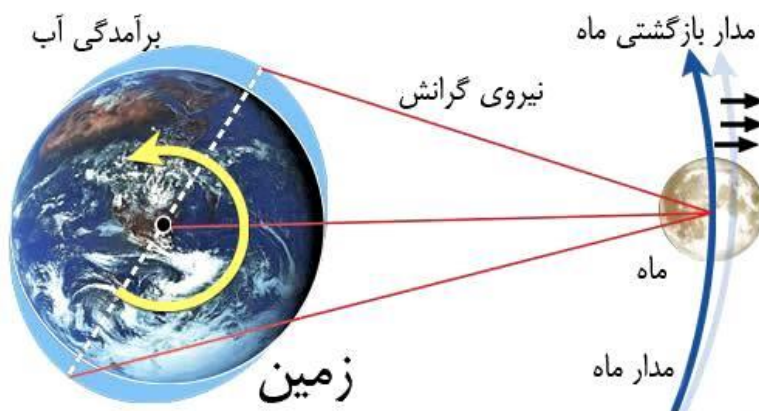 مدار بازگشتی ماه
برآمدگی آب
نیروی گرانش
ماه
مدار ماه
زمین